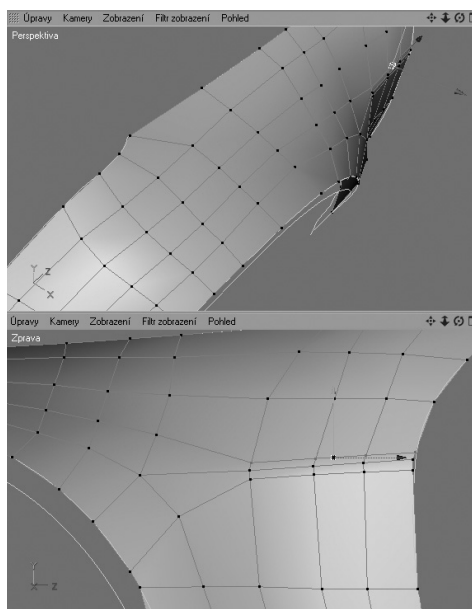 Úpravy Kamery Zobrazení Filtr zobrazení Pohled
Perspektiva
Y
Z
X
Úpravy Kamery Zobrazení Filtr zobrazení Pohled
Zprava
Y
Z